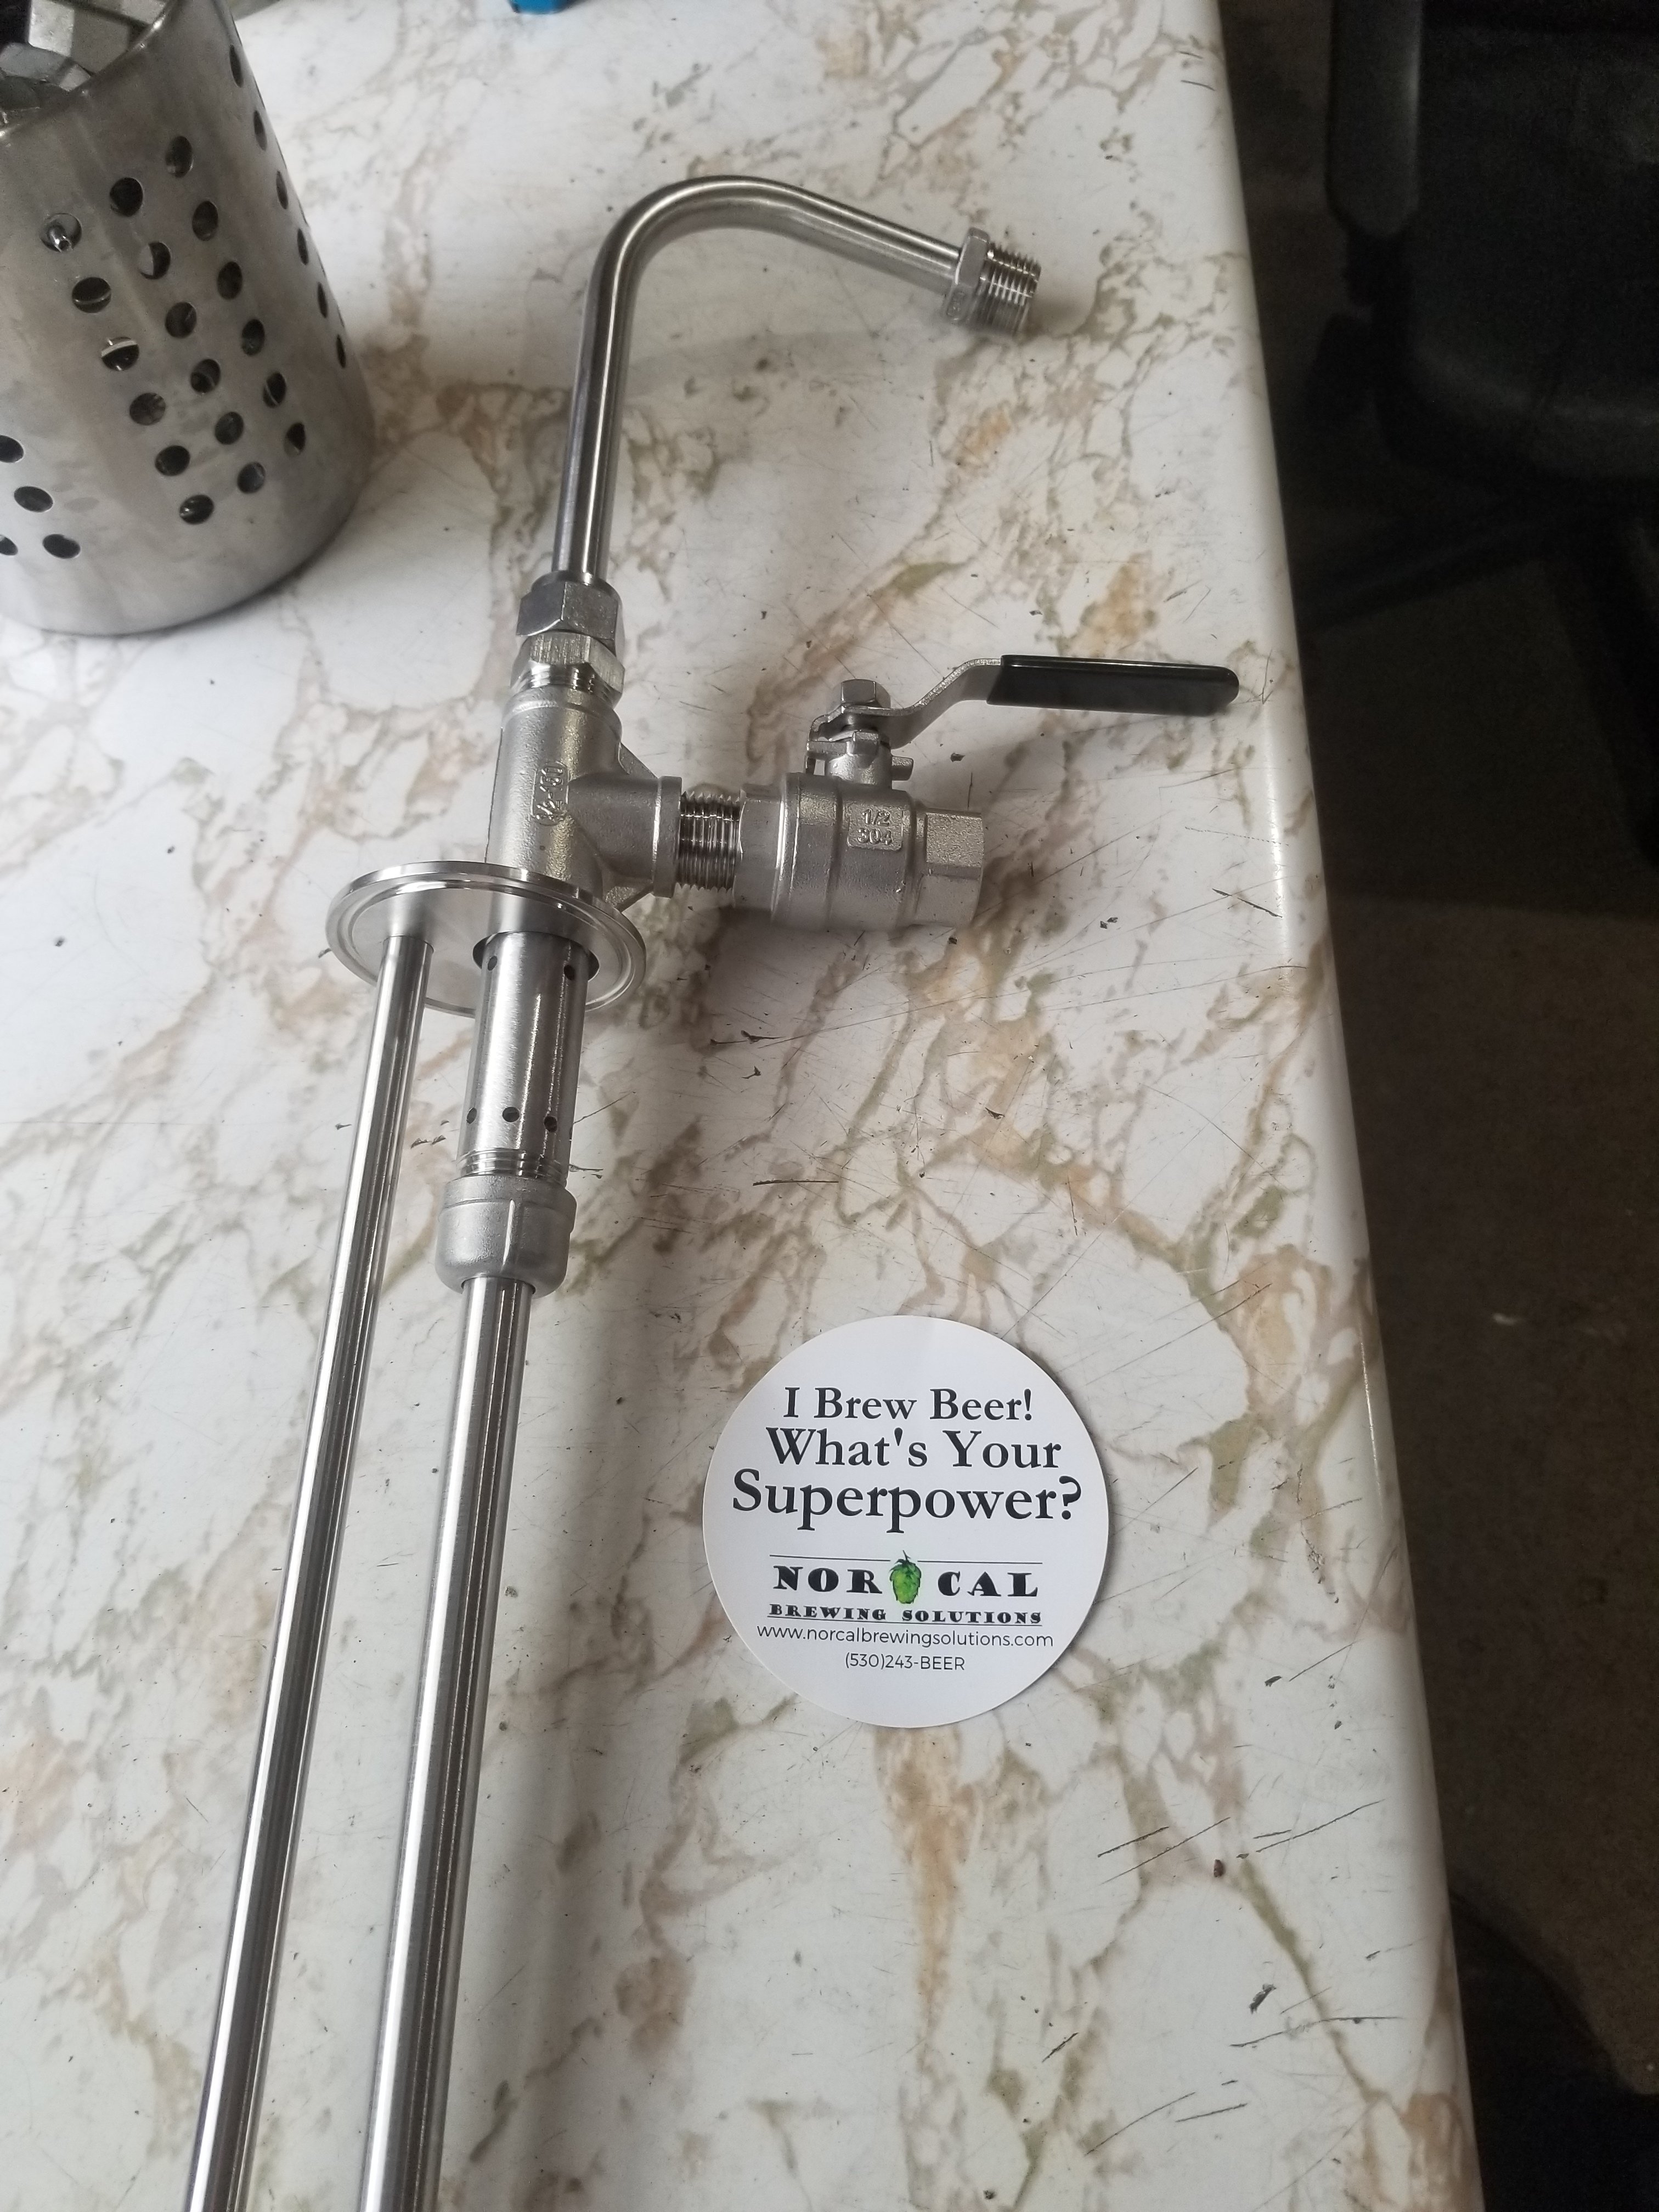 1/2
304
I Brew Beer!
What's Your
Superpower?
NOR CAL
BREWING SOLUTIONS
www.norcalbrewingsolutions.com
(530)243-BEER